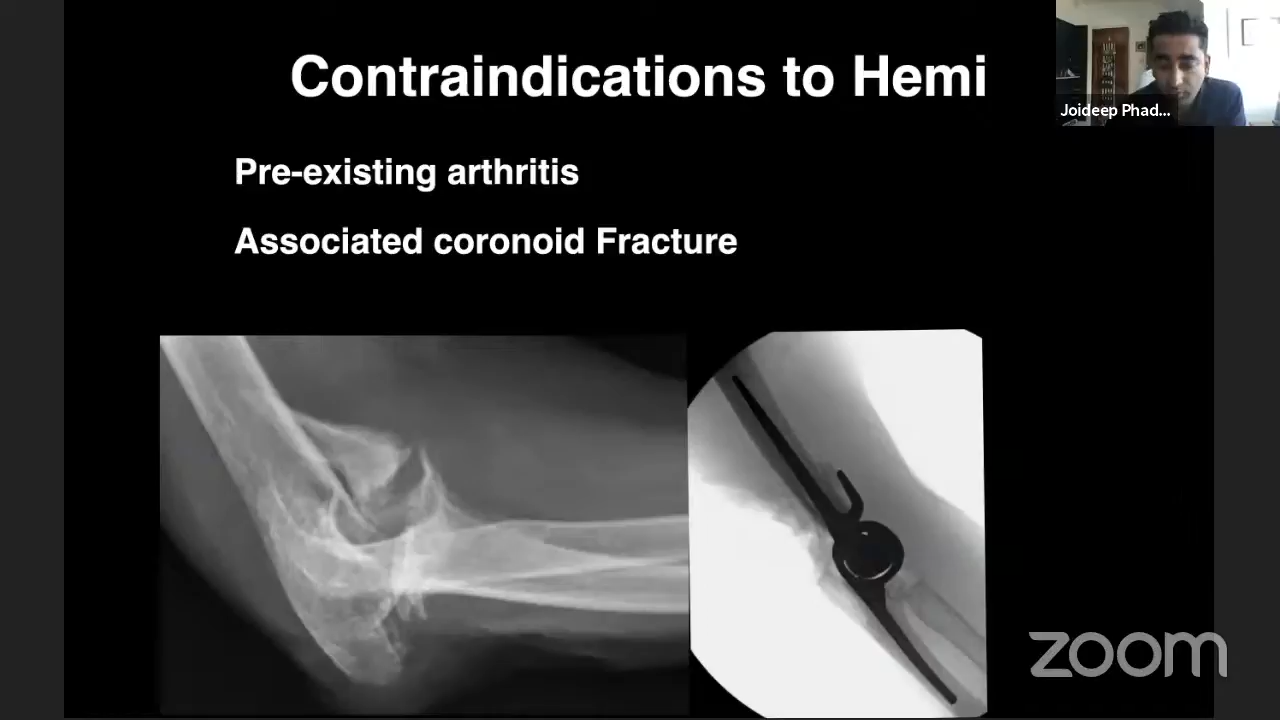 Contraindications to Hemi
Joideep Phad...
Pre-existing arthritis
Associated coronoid Fracture
zoom